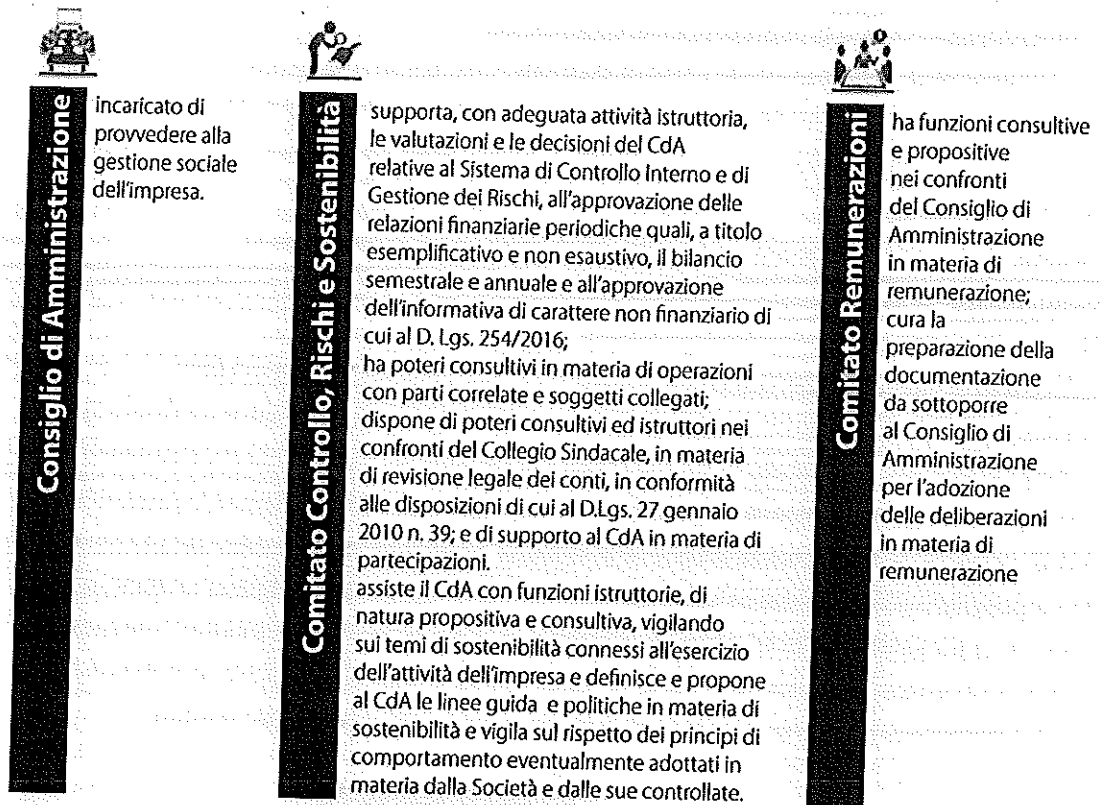 Consiglio di Amministrazione
incaricato di
provvedere alla
gestione sociale
dell'impresa.
Comitato Controllo, Rischi e Sostenibilità
supporta, con adeguata attività istruttoria,
le valutazioni e le decisioni del CdA
relative al Sistema di Controllo Interno e di
Gestione dei Rischi, all'approvazione delle
relazioni finanziarie periodiche quali, a titolo
esemplificativo e non esaustivo, il bilancio
semestrale e annuale e all'approvazione
dell'informativa di carattere non finanziario di
cui al D. Lgs. 254/2016;
ha poteri consultivi in materia di operazioni
con parti correlate e soggetti collegati;
dispone di poteri consultivi ed istruttori nei
confronti del Collegio Sindacale, in materia
di revisione legale dei conti, in conformità
alle disposizioni di cui al D.Lgs. 27 gennaio
2010 n. 39; e di supporto al CdA in materia di
partecipazioni.
assiste il CdA con funzioni istruttorie, di
natura propositiva e consultiva, vigilando
sui temi di sostenibilità connessi all'esercizio
dell'attività dell'impresa e definisce e propone
al CdA le linee guida e politiche in materia di
sostenibilità e vigila sul rispetto dei principi di
comportamento eventualmente adottati in
materia dalla Società e dalle sue controllate.
Comitato Remunerazioni
ha funzioni consultive
e propositive
nei confronti
del Consiglio di
Amministrazione
in materia di
remunerazione;
cura la
preparazione della
documentazione
da sottoporre
al Consiglio di
Amministrazione
per l'adozione
delle deliberazioni
in materia di
remunerazione